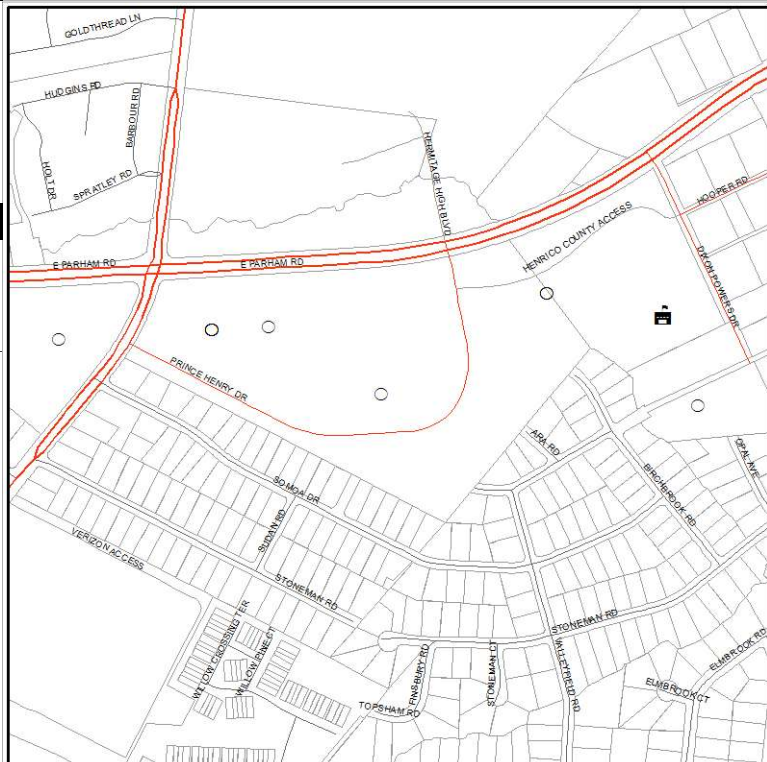 GOLDTHREAD LN
HUDGINS RD
BARBOUR RD
HOLT DR
SPRATLEY RD
HERMITAGE HIGH BLVD
HOOPER RD
HENRICO COUNTY ACCESS
E PARHAM RD
E PARHAM RD
DIXON POWERS DR
PRINCE HENRY DR
ARA RD
OPAL AVE
BIRCHBROOK RD
SOMOA DR
SUDAN RD
VERIZON ACCESS
STONEMAN RD
STONEMAN RD
WILLOW CROSSING TER
WILLOW PINE CT
FINSBURY RD
STONEMAN CT
VALLEYFIELD RD
ELMBROOK RD
ELMBROOK CT
TOPSHAM RD